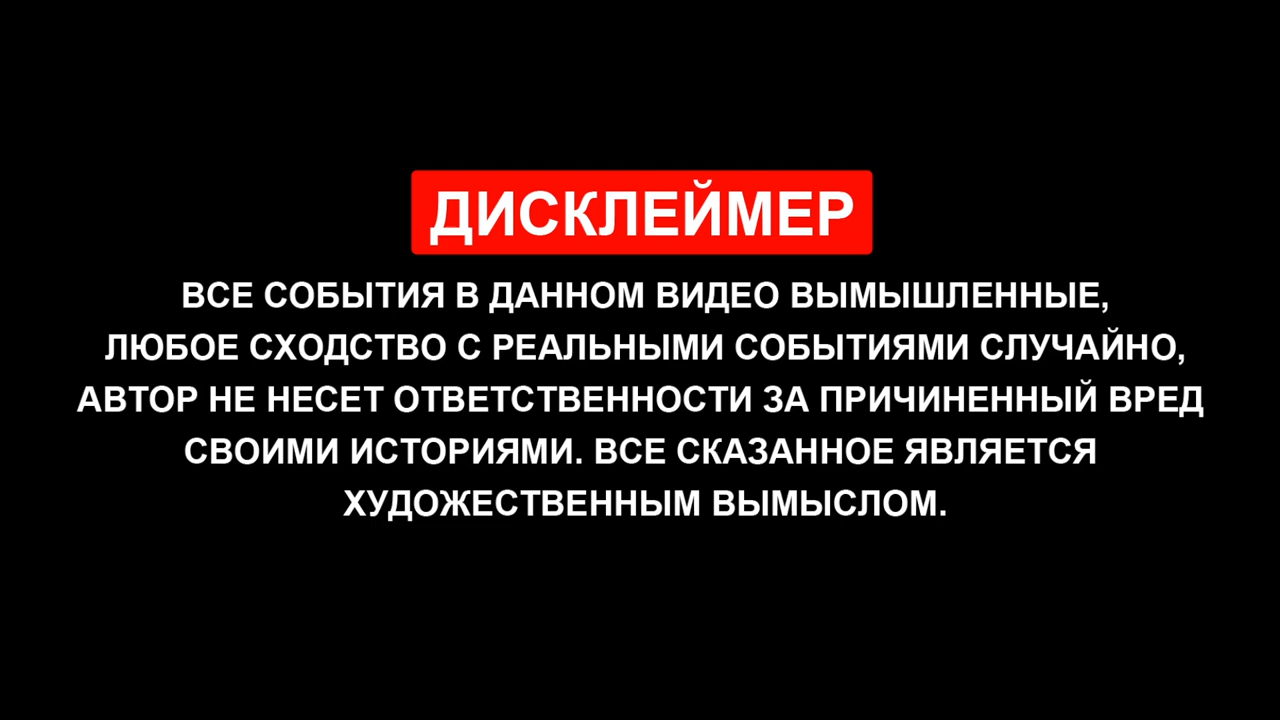 ДИСКЛЕЙМЕР
ВСЕ СОБЫТИЯ В ДАННОМ ВИДЕО ВЫМЫШЛЕННЫЕ,
ЛЮБОЕ СХОДСТВО С РЕАЛЬНЫМИ СОБЫТИЯМИ СЛУЧАЙНО,
АВТОР НЕ НЕСЕТ ОТВЕТСТВЕННОСТИ ЗА ПРИЧИНЕННЫЙ ВРЕД
СВОИМИ ИСТОРИЯМИ. ВСЕ СКАЗАННОЕ ЯВЛЯЕТСЯ
ХУДОЖЕСТВЕННЫМ ВЫМЫСЛОМ.